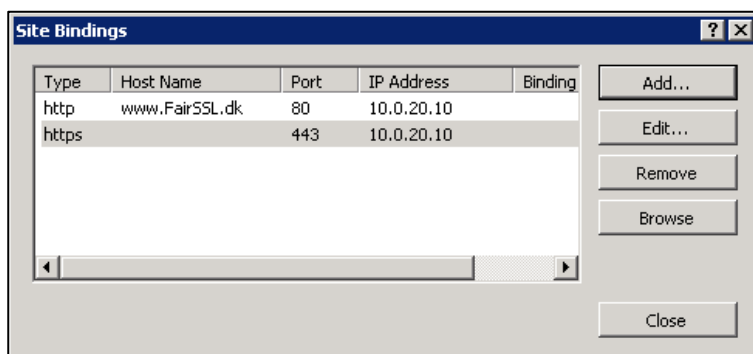 Site Bindings
Type Host Name Port IP Address Binding
http www.FairSSL.dk 80 10.0.20.10
https 443 10.0.20.10
Add...
Edit...
Remove
Browse
Close